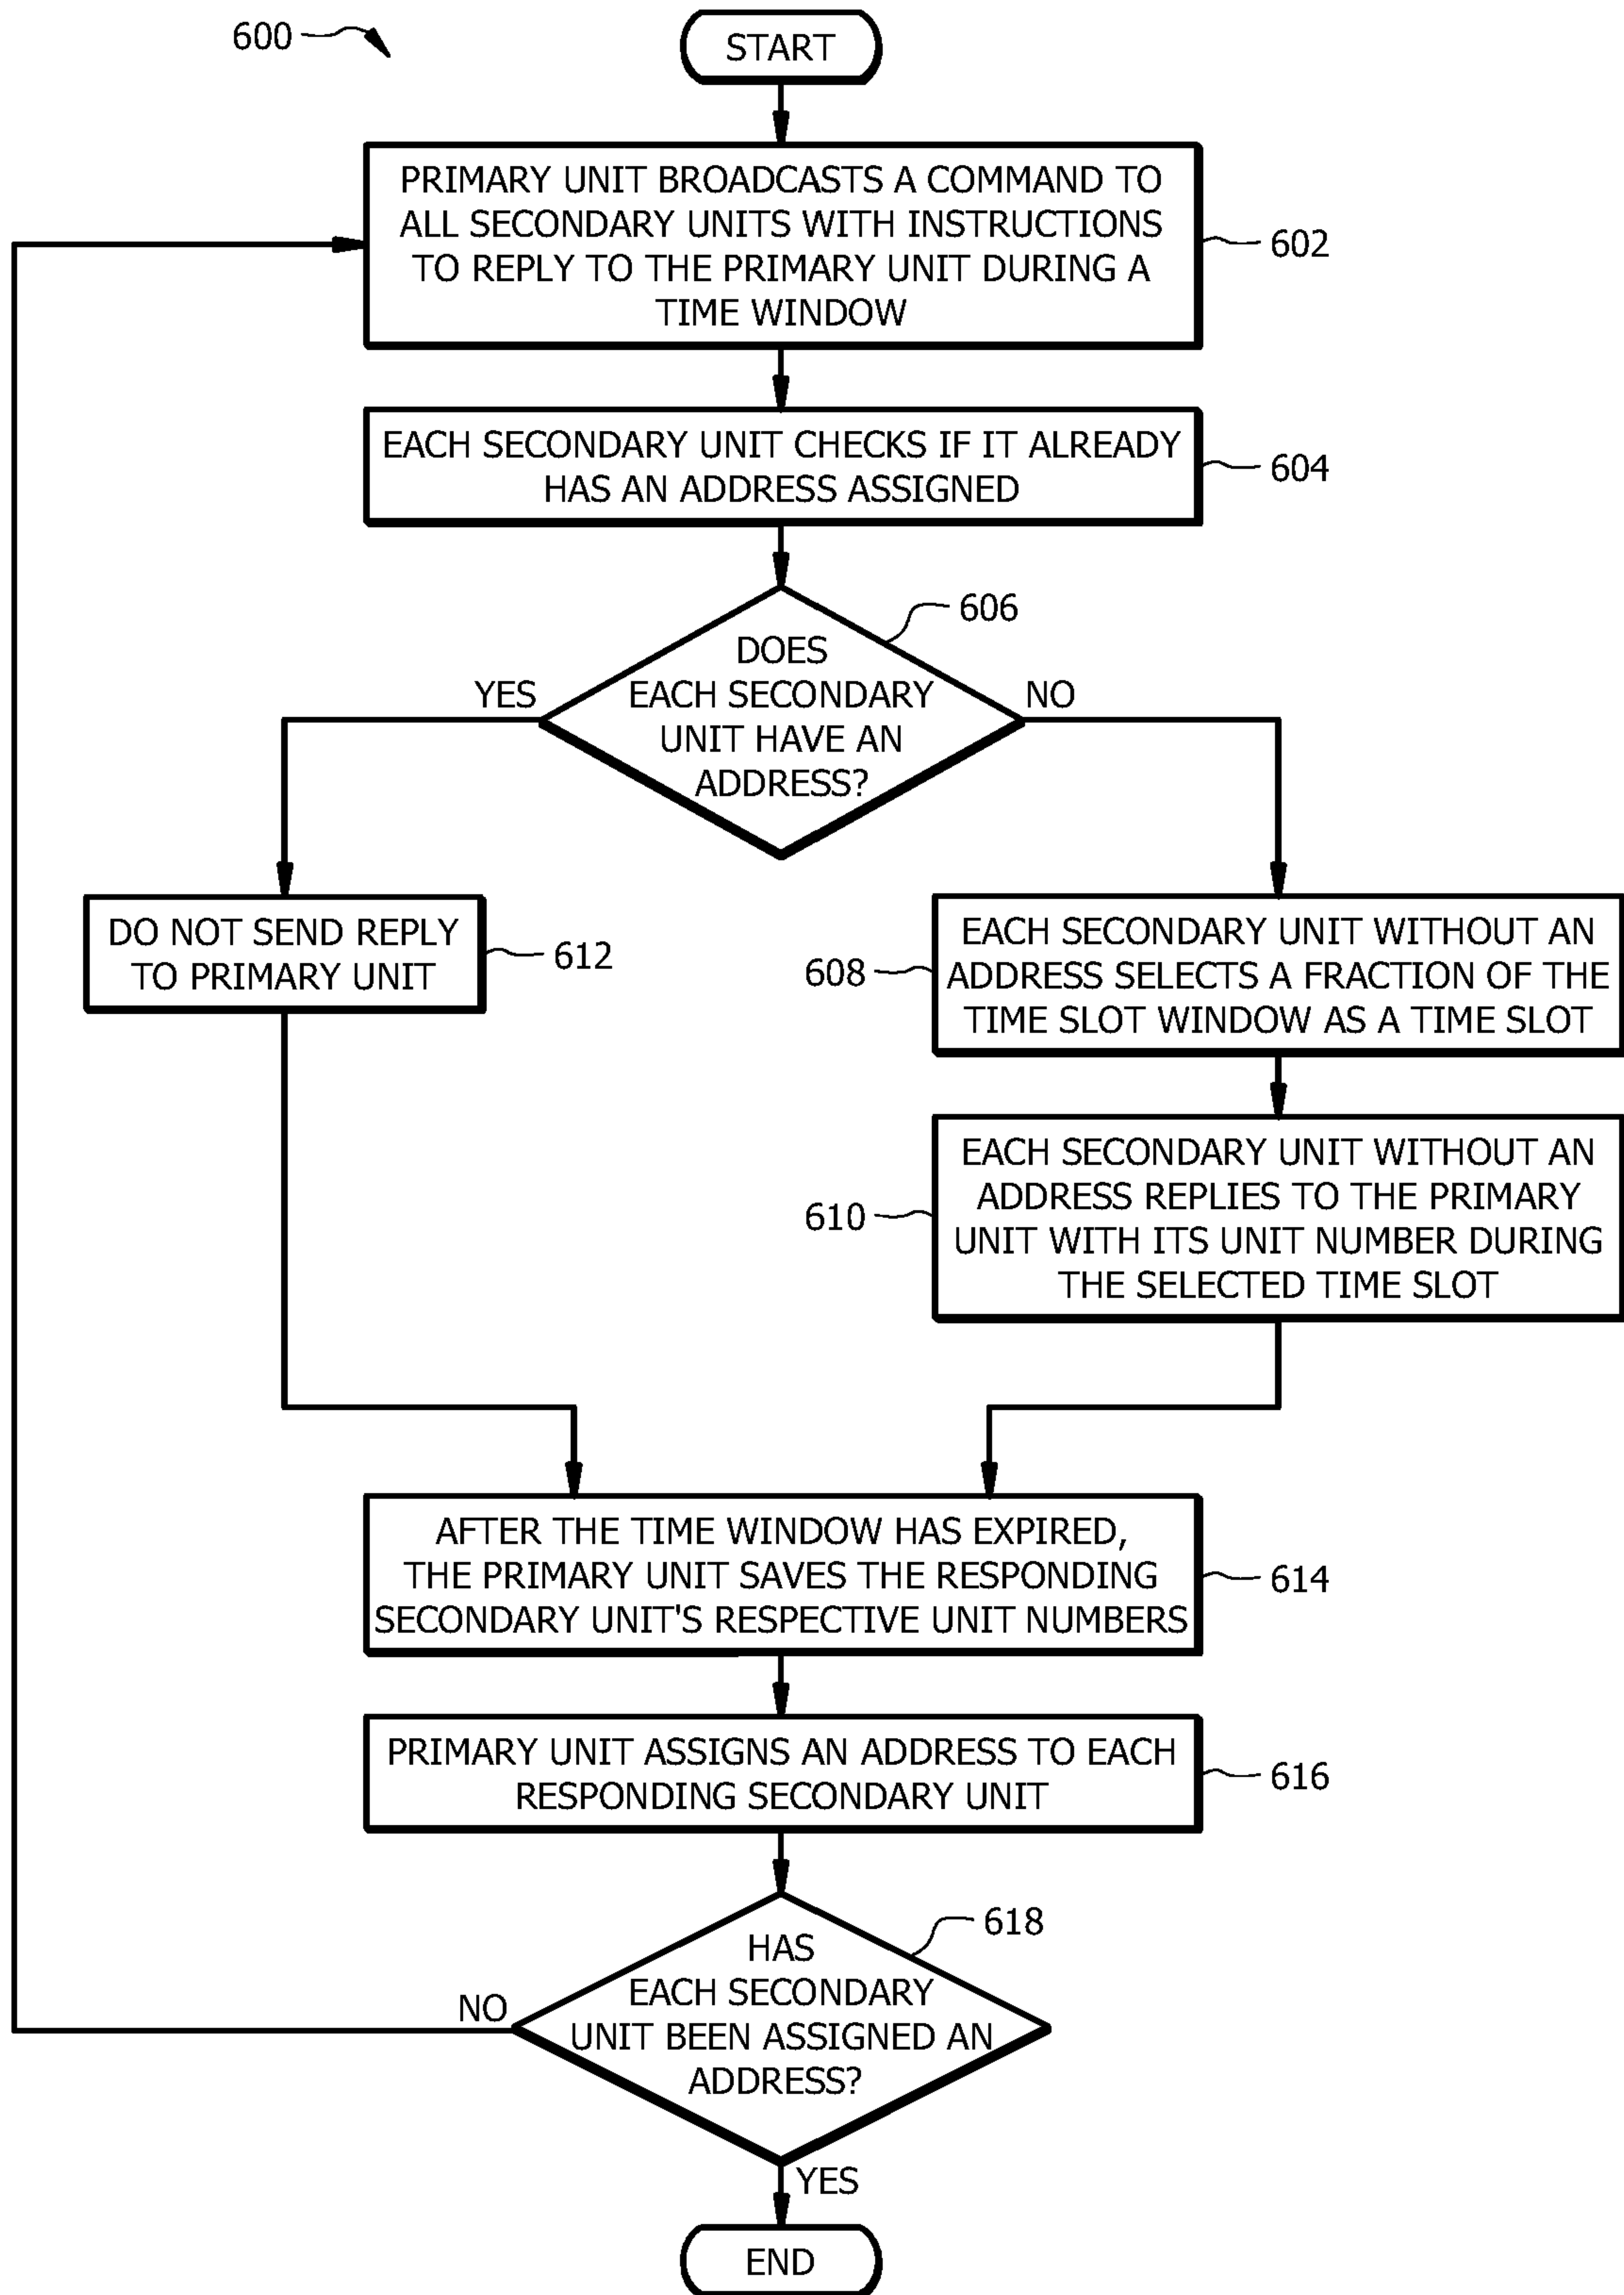 600
START
PRIMARY UNIT BROADCASTS A COMMAND TO
ALL SECONDARY UNITS WITH INSTRUCTIONS
TO REPLY TO THE PRIMARY UNIT DURING A
TIME WINDOW
602
EACH SECONDARY UNIT CHECKS IF IT ALREADY
HAS AN ADDRESS ASSIGNED
604
606
DOES
EACH SECONDARY
UNIT HAVE AN
ADDRESS?
YES
NO
DO NOT SEND REPLY
TO PRIMARY UNIT
612
EACH SECONDARY UNIT WITHOUT AN
ADDRESS SELECTS A FRACTION OF THE
TIME SLOT WINDOW AS A TIME SLOT
608
EACH SECONDARY UNIT WITHOUT AN
ADDRESS REPLIES TO THE PRIMARY
UNIT WITH ITS UNIT NUMBER DURING
THE SELECTED TIME SLOT
610
AFTER THE TIME WINDOW HAS EXPIRED,
THE PRIMARY UNIT SAVES THE RESPONDING
SECONDARY UNIT'S RESPECTIVE UNIT NUMBERS
614
PRIMARY UNIT ASSIGNS AN ADDRESS TO EACH
RESPONDING SECONDARY UNIT
616
618
HAS
EACH SECONDARY
UNIT BEEN ASSIGNED AN
ADDRESS?
NO
YES
END